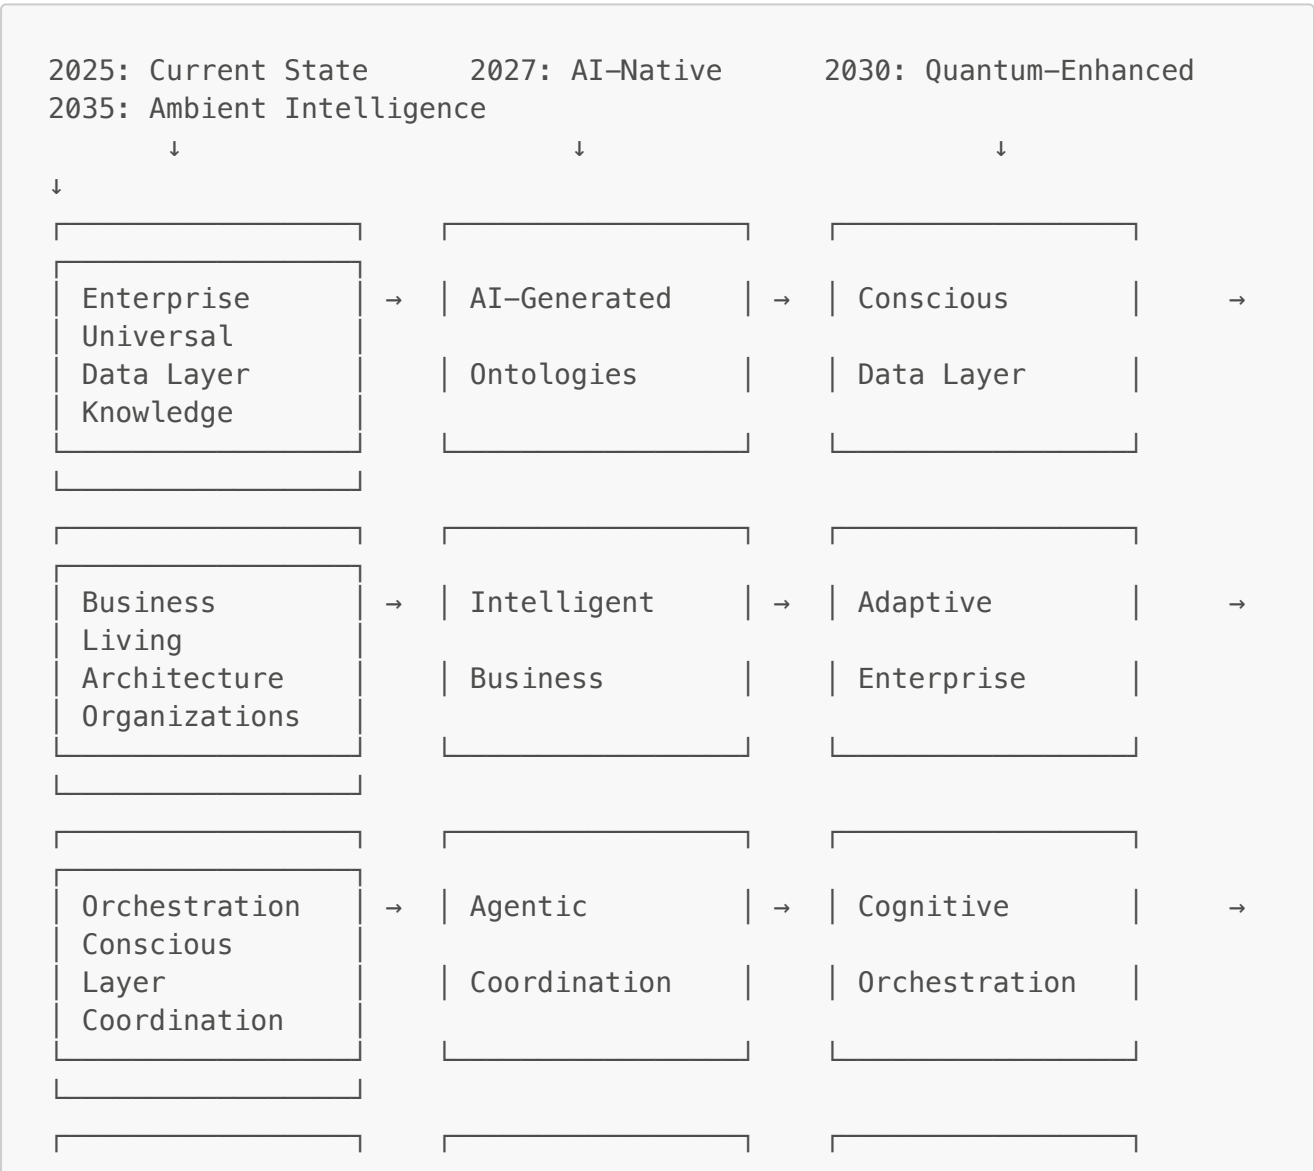 2025: Current State      2027: AI–Native      2030: Quantum–Enhanced
2035: Ambient Intelligence
↓                        ↓                         ↓
↓
┌─────────────────┐    ┌─────────────────┐    ┌─────────────────┐
┌─────────────────┐
│ Enterprise      │ →  │ AI–Generated    │ →  │ Conscious       │     →
│ Universal       │
│ Data Layer      │    │ Ontologies      │    │ Data Layer      │
│ Knowledge       │
└─────────────────┘    └─────────────────┘    └─────────────────┘
└─────────────────┘
┌─────────────────┐    ┌─────────────────┐    ┌─────────────────┐
┌─────────────────┐
│ Business        │ →  │ Intelligent     │ →  │ Adaptive        │     →
│ Living          │
│ Architecture    │    │ Business        │    │ Enterprise      │
│ Organizations   │
└─────────────────┘    └─────────────────┘    └─────────────────┘
└─────────────────┘
┌─────────────────┐    ┌─────────────────┐    ┌─────────────────┐
┌─────────────────┐
│ Orchestration   │ →  │ Agentic         │ →  │ Cognitive       │     →
│ Conscious       │
│ Layer           │    │ Coordination    │    │ Orchestration   │
│ Coordination    │
└─────────────────┘    └─────────────────┘    └─────────────────┘
└─────────────────┘
┌─────────────────┐    ┌─────────────────┐    ┌─────────────────┐